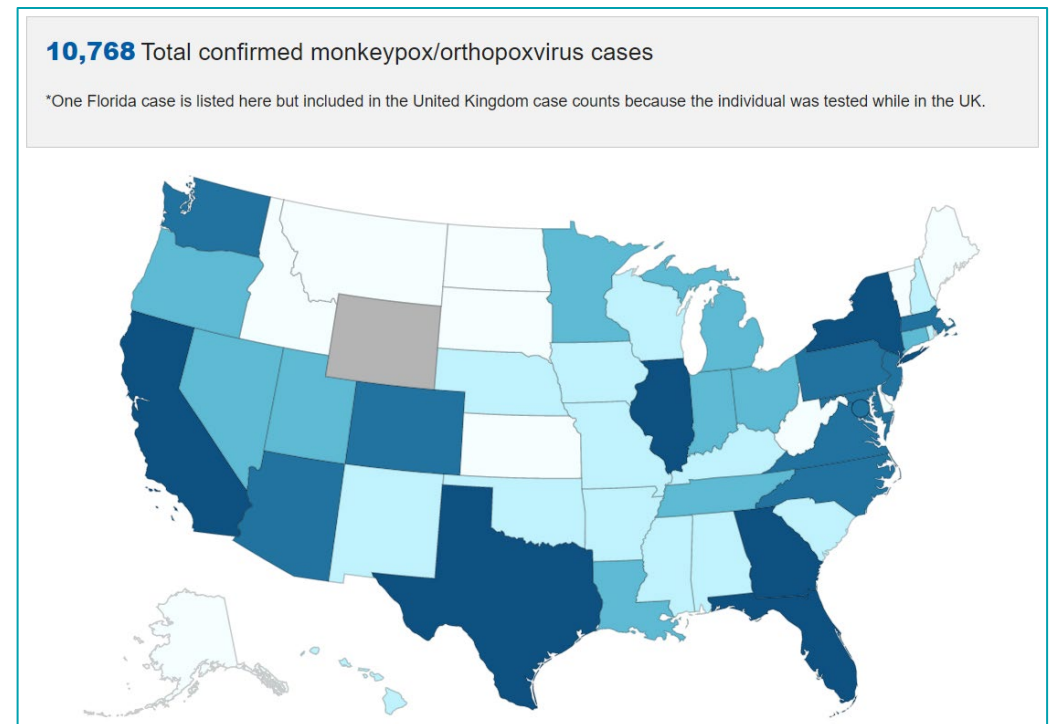 10,768 Total confirmed monkeypox/orthopoxvirus cases
*One Florida case is listed here but included in the United Kingdom case counts because the individual was tested while in the UK.